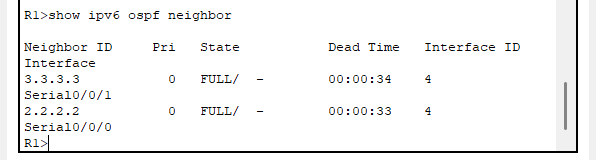 R1>show ipv6 ospf neighbor
Neighbor ID Pri State Dead Time Interface ID
Interface
3.3.3.3 0 FULL/ - 00:00:34 4
Serial0/0/1
2.2.2.2 0 FULL/ - 00:00:33 4
Serial0/0/0
R1>